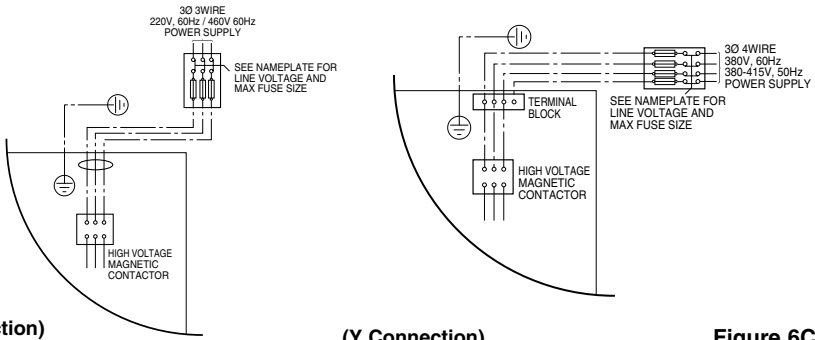 3Ø 3WIRE
220V, 60Hz / 460V 60Hz
POWER SUPPLY
SEE NAMEPLATE FOR
LINE VOLTAGE AND
MAX FUSE SIZE
HIGH VOLTAGE
MAGNETIC
CONTACTOR
3Ø 4WIRE
380V, 60Hz
380-415V, 50Hz
POWER SUPPLY
SEE NAMEPLATE FOR
LINE VOLTAGE AND
MAX FUSE SIZE
TERMINAL
BLOCK
HIGH VOLTAGE
MAGNETIC
CONTACTOR
ction)
(Y Connection)
Figure 6C